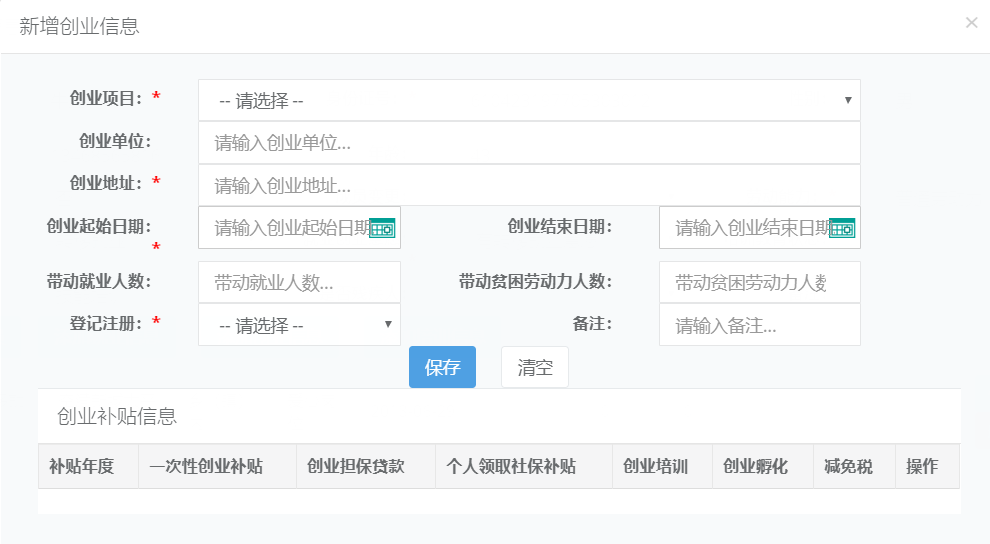 新增创业信息 ×
创业项目：* -- 请选择 --
创业单位： 请输入创业单位...
创业地址：* 请输入创业地址...
创业起始日期：* 请输入创业起始日期 创业结束日期： 请输入创业结束日期
带动就业人数： 带动就业人数... 带动贫困劳动力人数： 带动贫困劳动力人
登记注册：* -- 请选择 -- 备注： 请输入备注...
保存 清空
创业补贴信息
补贴年度 一次性创业补贴 创业担保贷款 个人领取社保补贴 创业培训 创业孵化 减免税 操作